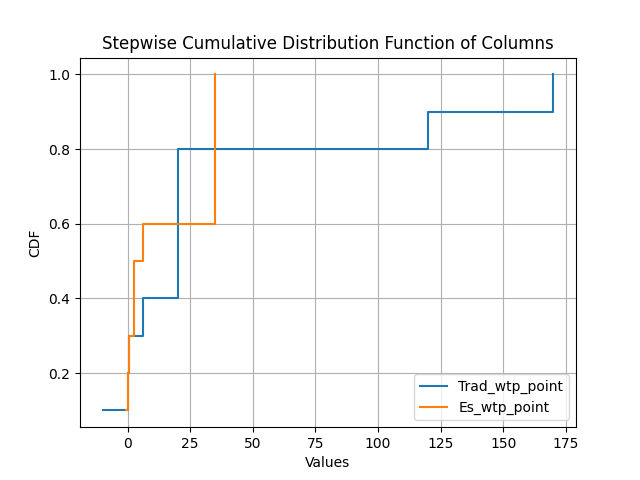 Stepwise Cumulative Distribution Function of Columns
1.0
0.8
0.6
0.4
0.2
CDF
0 25 50 75 100 125 150 175
Values
Trad_wtp_point
Es_wtp_point